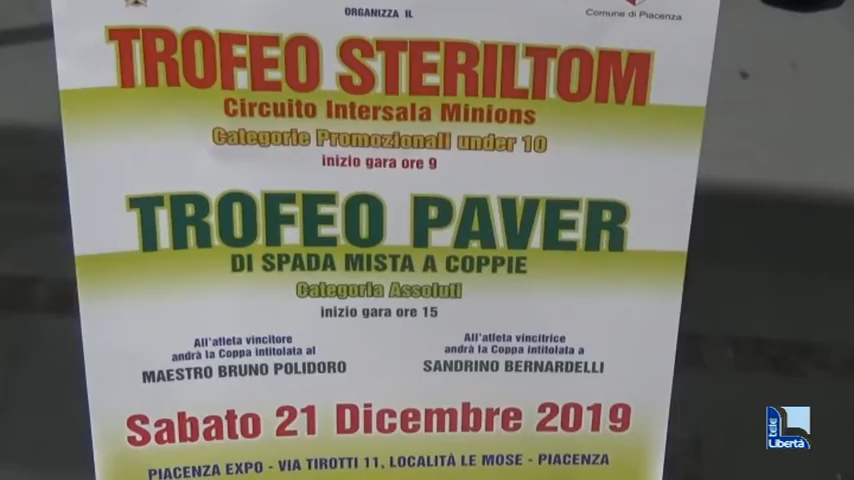 ORGANIZZA IL
Comune di Piacenza
TROFEO STERILTOM
Circuito Intersala Minions
Categorie Promozionali under 10
inizio gara ore 9
TROFEO PAVER
DI SPADA MISTA A COPPIE
Categoria Assoluti
inizio gara ore 15
All'atleta vincitore
andrà la Coppa intitolata al
MAESTRO BRUNO POLIDORO
All'atleta vincitrice
andrà la Coppa intitolata a
SANDRINO BERNARDELLI
Sabato 21 Dicembre 2019
PIACENZA EXPO - VIA TIROTTI 11, LOCALITÀ LE MOSE - PIACENZA
tele
Libertà